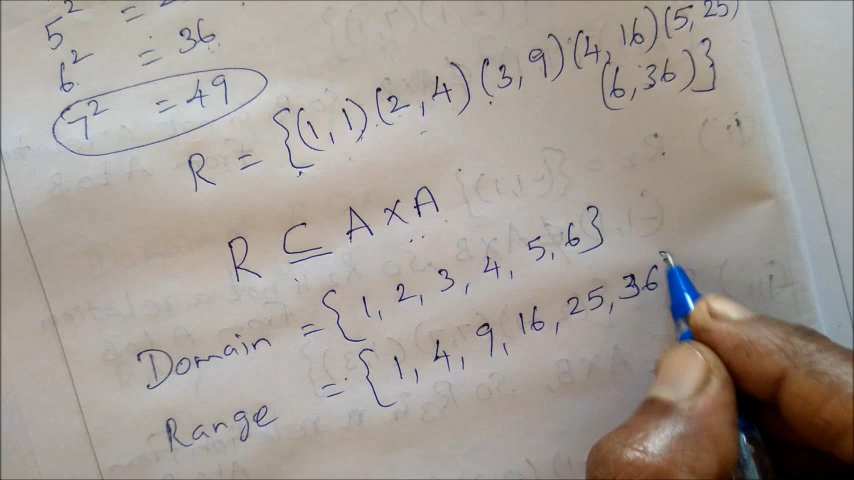 5² =
6² = 36
7² = 49
R = {(1,1)(2,4)(3,9)(4,16)(5,25)
(6,36)}
R ⊆ A×A
Domain = {1, 2, 3, 4, 5, 6}
Range = {1, 4, 9, 16, 25, 36